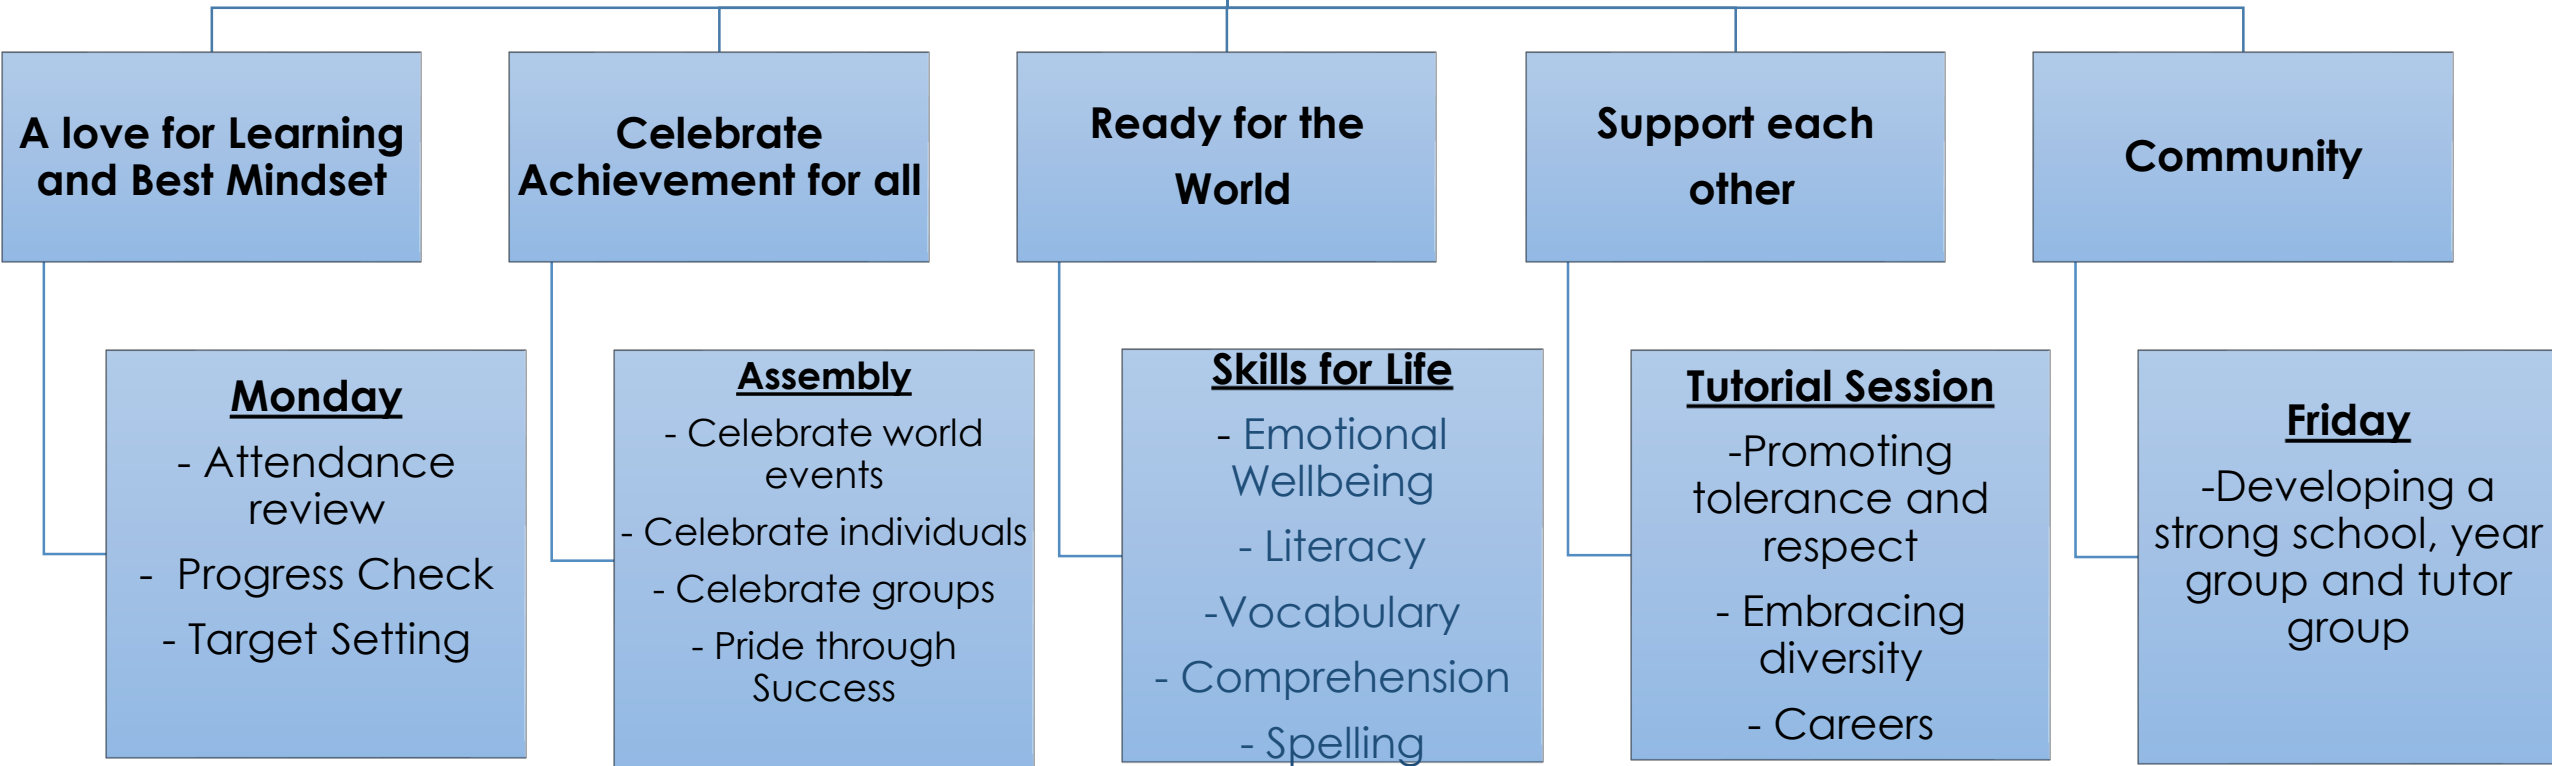 A love for Learning
and Best Mindset
Celebrate
Achievement for all
Ready for the
World
Support each
other
Community
Monday
- Attendance
review
- Progress Check
- Target Setting
Assembly
- Celebrate world
events
- Celebrate individuals
- Celebrate groups
- Pride through
Success
Skills for Life
- Emotional
Wellbeing
- Literacy
-Vocabulary
- Comprehension
- Spelling
Tutorial Session
-Promoting
tolerance and
respect
- Embracing
diversity
- Careers
Friday
-Developing a
strong school, year
group and tutor
group